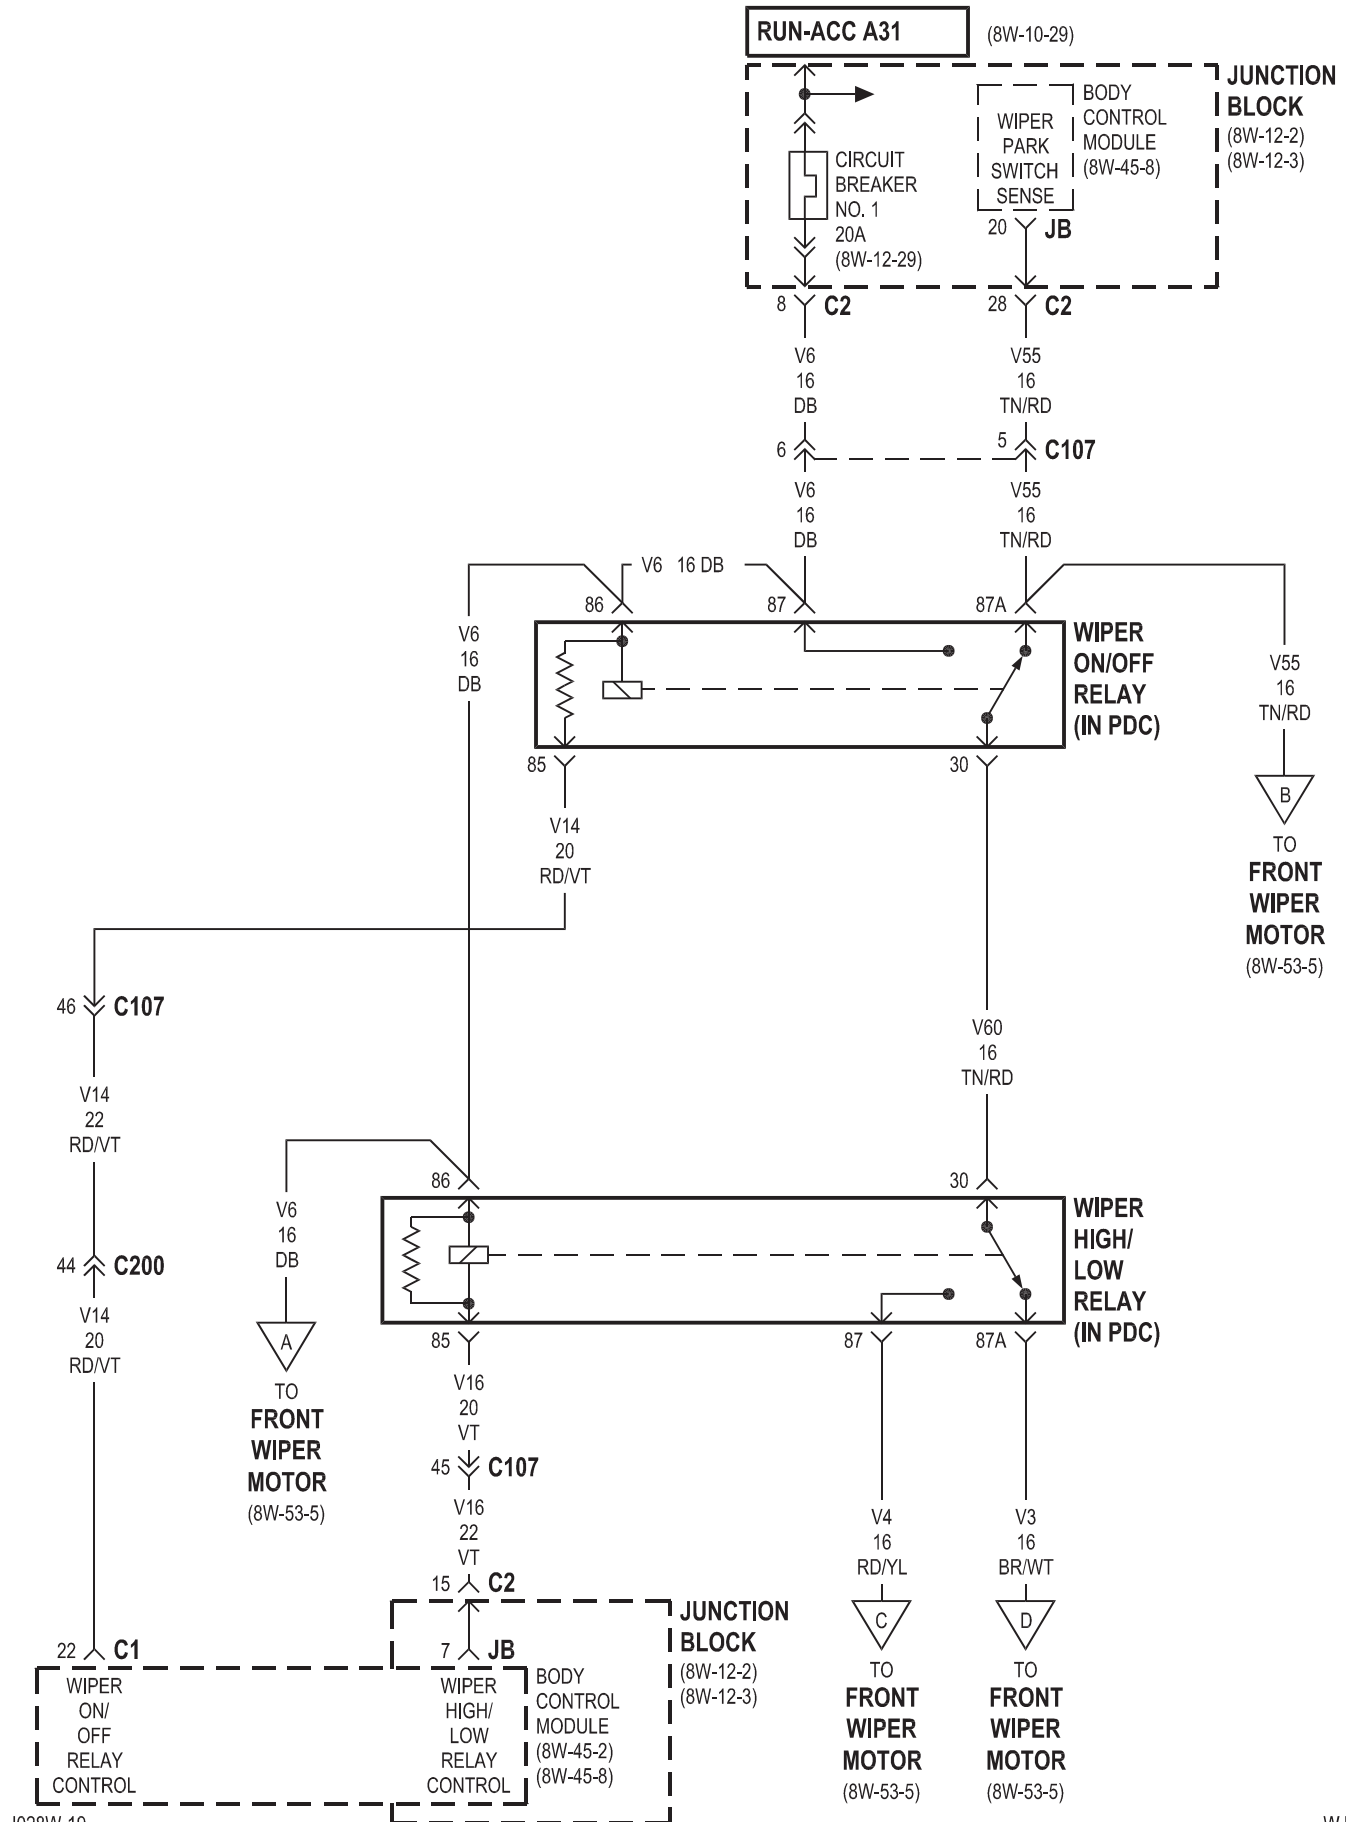 RUN-ACC A31
(8W-10-29)
JUNCTION
BLOCK
(8W-12-2)
(8W-12-3)
BODY
CONTROL
MODULE
(8W-45-8)
WIPER
PARK
SWITCH
SENSE
CIRCUIT
BREAKER
NO. 1
20A
(8W-12-29)
20 JB
8 C2
28 C2
V6
16
DB
V55
16
TN/RD
6
5 C107
V6
16
DB
V55
16
TN/RD
V6 16 DB
86
87
87A
WIPER
ON/OFF
RELAY
(IN PDC)
V6
16
DB
V55
16
TN/RD
85
30
B
TO
FRONT
WIPER
MOTOR
(8W-53-5)
V14
20
RD/VT
46 C107
V60
16
TN/RD
V14
22
RD/VT
86
30
WIPER
HIGH/
LOW
RELAY
(IN PDC)
V6
16
DB
44 C200
V14
20
RD/VT
A
TO
FRONT
WIPER
MOTOR
(8W-53-5)
85
87
87A
V16
20
VT
45 C107
V16
22
VT
V4
16
RD/YL
V3
16
BR/WT
15 C2
JUNCTION
BLOCK
(8W-12-2)
(8W-12-3)
C
TO
FRONT
WIPER
MOTOR
(8W-53-5)
D
TO
FRONT
WIPER
MOTOR
(8W-53-5)
22 C1
7 JB
WIPER
ON/
OFF
RELAY
CONTROL
WIPER
HIGH/
LOW
RELAY
CONTROL
BODY
CONTROL
MODULE
(8W-45-2)
(8W-45-8)